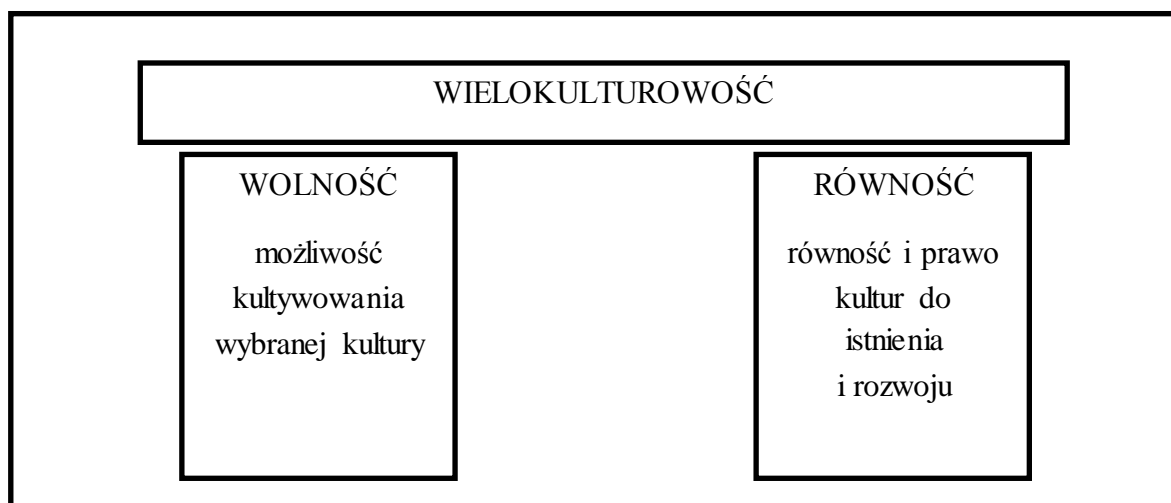 WIELOKULTUROWOŚĆ
WOLNOŚĆ
możliwość
kultywowania
wybranej kultury
RÓWNOŚĆ
równość i prawo
kultur do
istnienia
i rozwoju